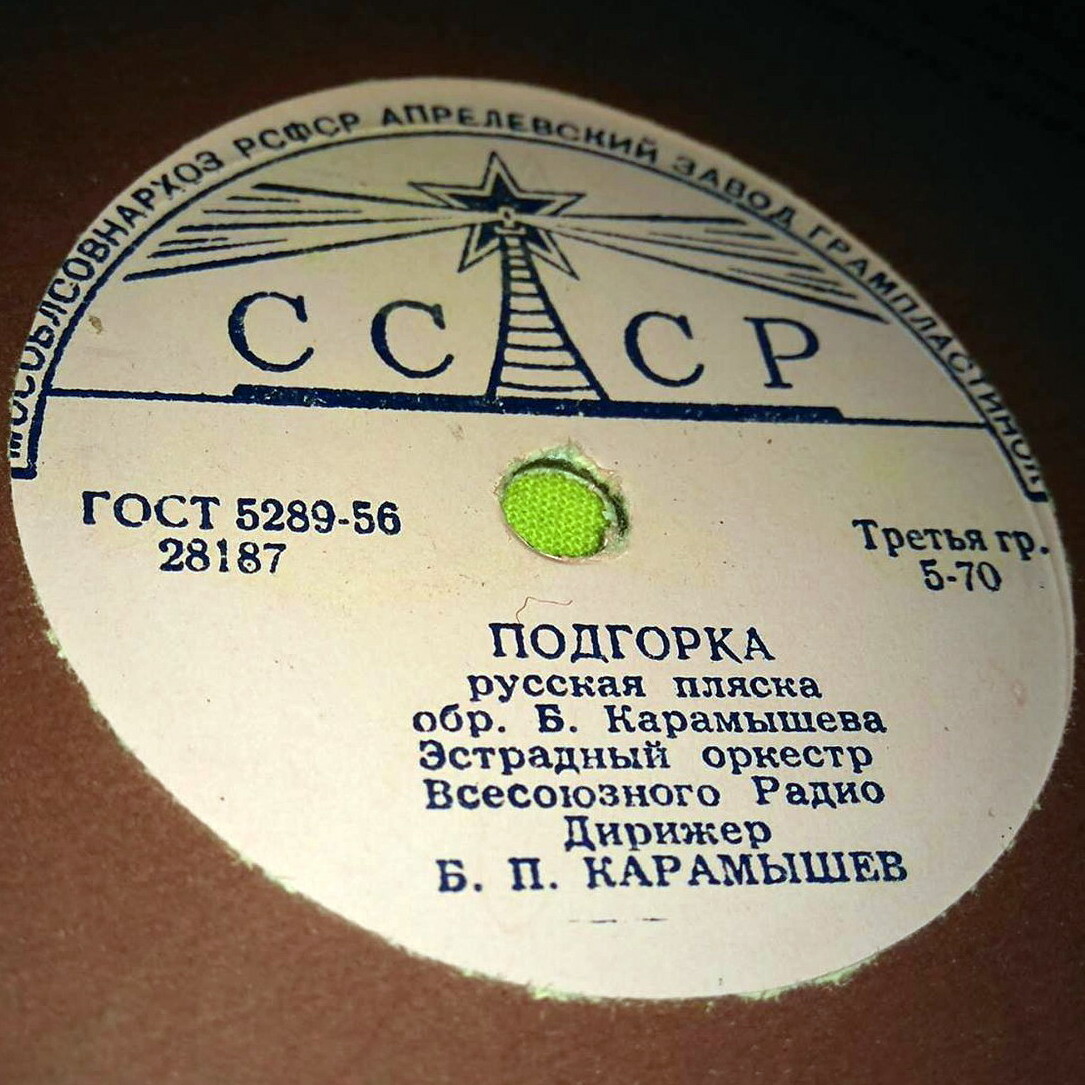 МОСОБЛСОВНАРХОЗ РСФСР АПРЕЛЕВСКИЙ ЗАВОД ГРАМПЛАСТИНОК
СССР
ГОСТ 5289-56
28187
Третья гр.
5-70
ПОДГОРКА
русская пляска
обр. Б. Карамышева
Эстрадный оркестр
Всесоюзного Радио
Дирижер
Б. П. КАРАМЫШЕВ